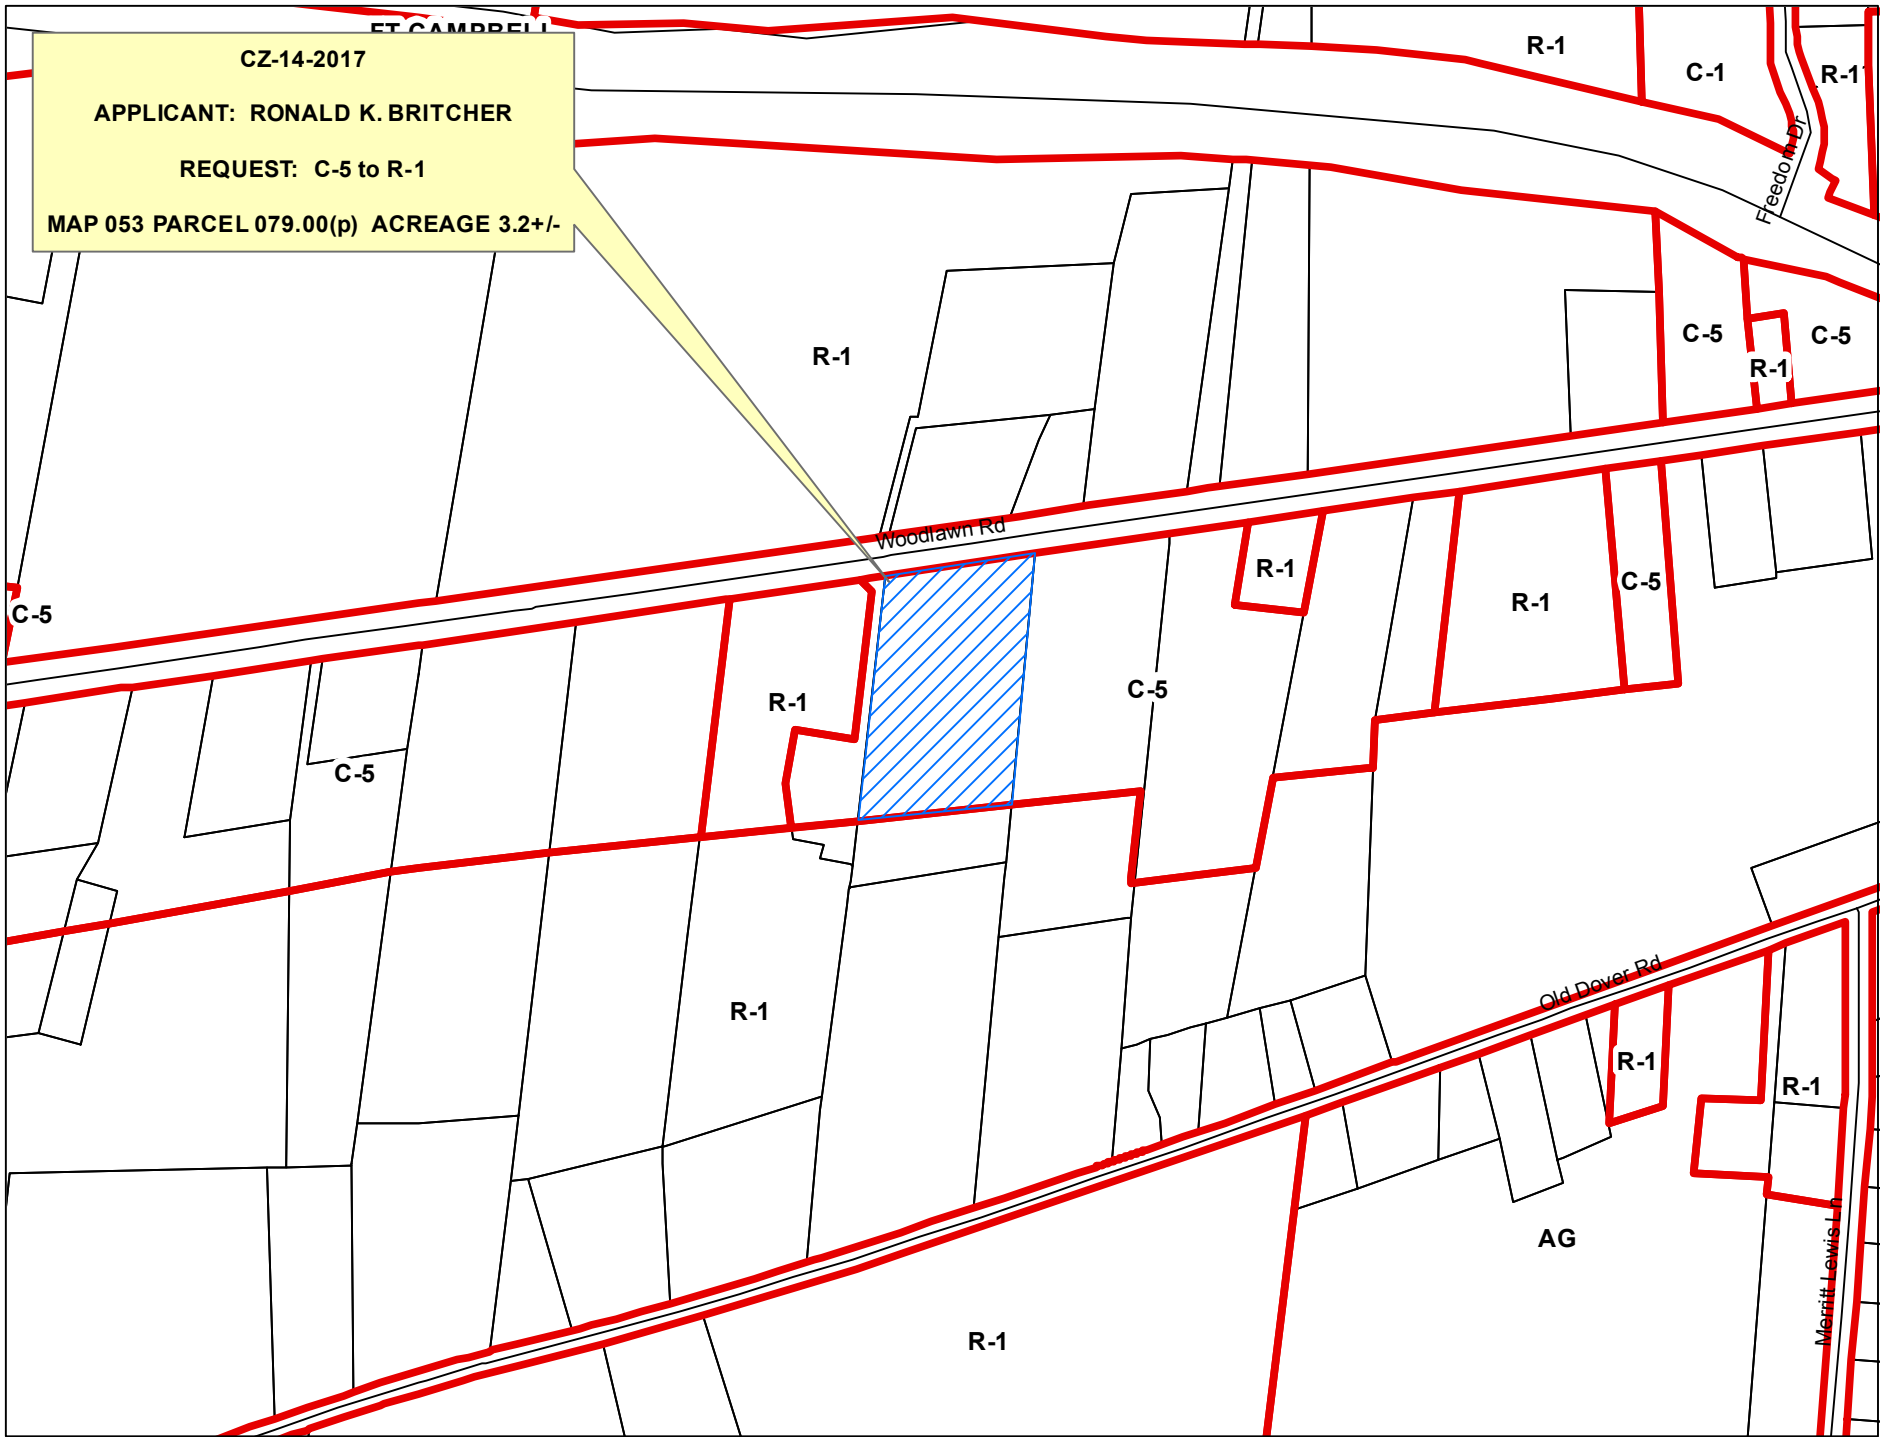 FT CAMPBELL
CZ-14-2017
APPLICANT: RONALD K. BRITCHER
REQUEST: C-5 to R-1
MAP 053 PARCEL 079.00(p) ACREAGE 3.2+/-
R-1
C-1
R-1
Freedom Dr
R-1
C-5
R-1
C-5
Woodlawn Rd
C-5
R-1
R-1
C-5
R-1
C-5
C-5
R-1
Old Dover Rd
R-1
R-1
AG
Merritt Lewis Ln
R-1